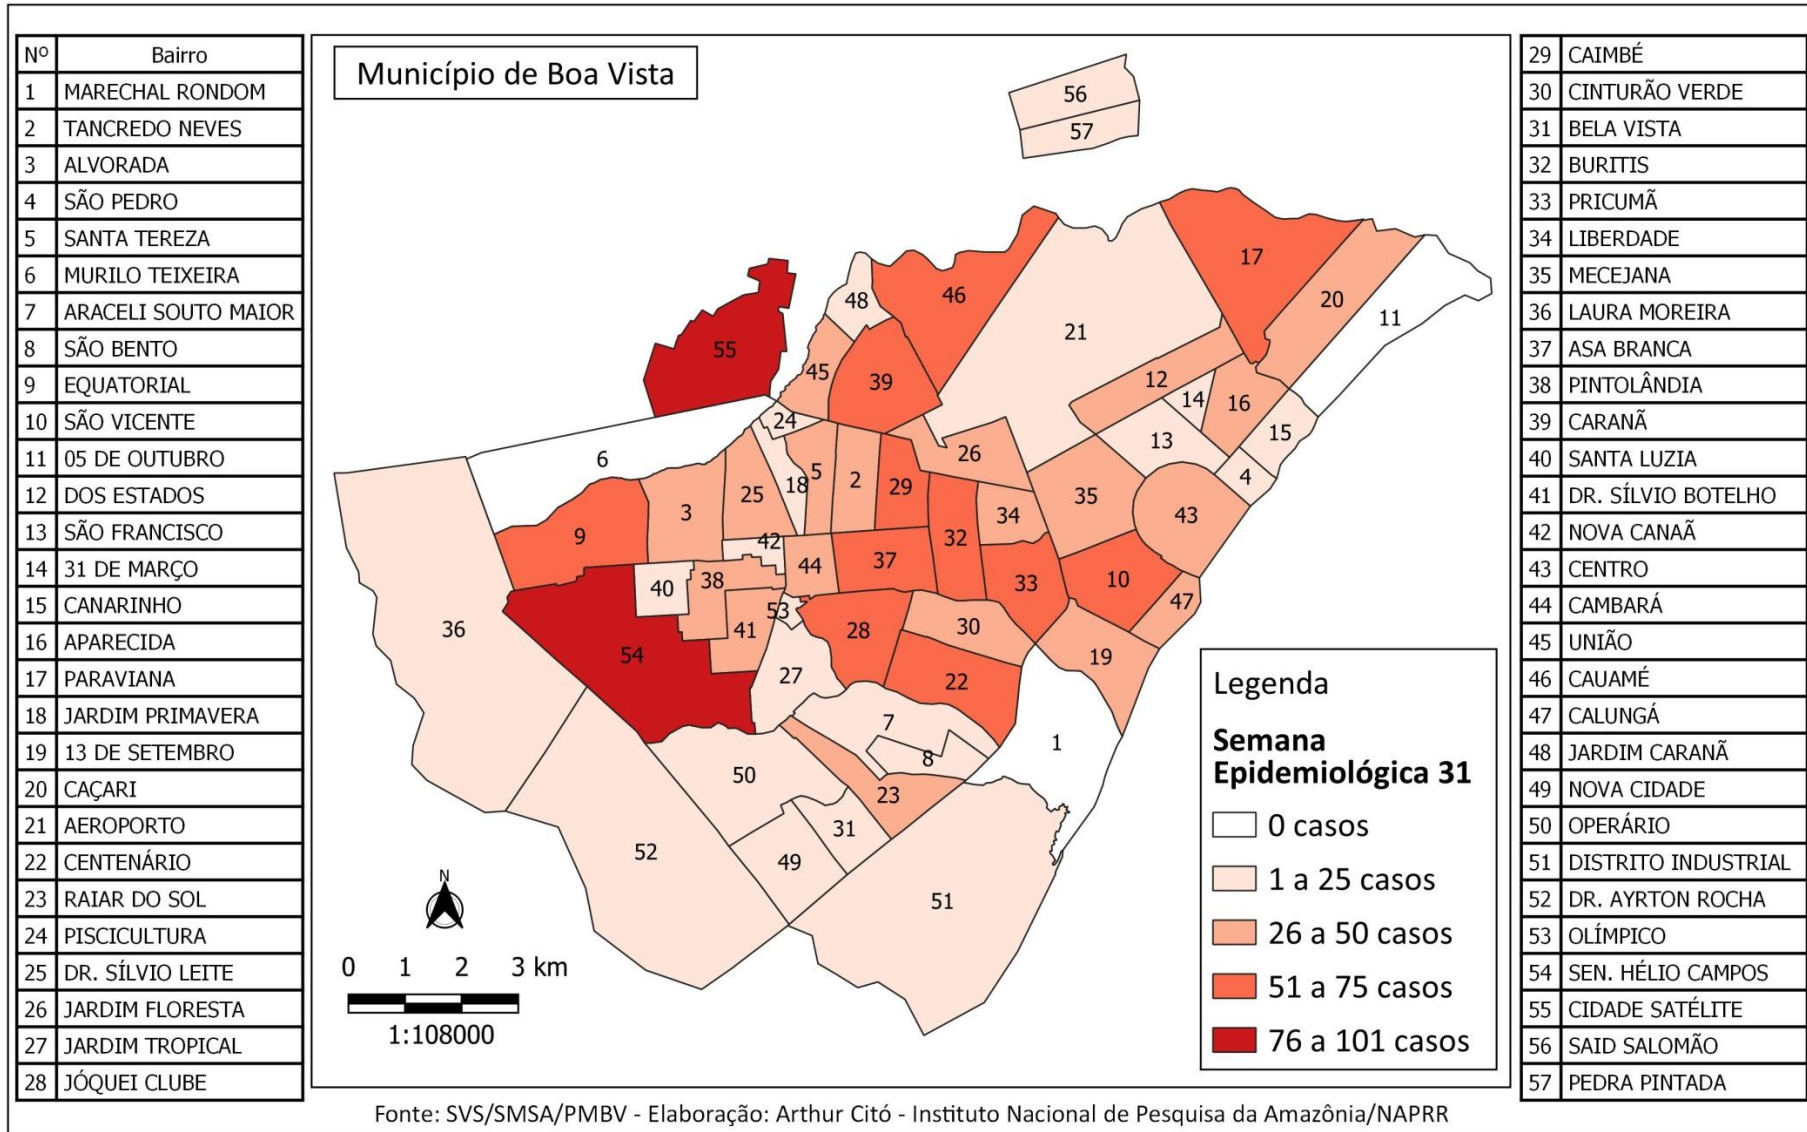 Nº Bairro
1 MARECHAL RONDOM
2 TANCREDO NEVES
3 ALVORADA
4 SÃO PEDRO
5 SANTA TEREZA
6 MURILO TEIXEIRA
7 ARACELI SOUTO MAIOR
8 SÃO BENTO
9 EQUATORIAL
10 SÃO VICENTE
11 05 DE OUTUBRO
12 DOS ESTADOS
13 SÃO FRANCISCO
14 31 DE MARÇO
15 CANARINHO
16 APARECIDA
17 PARAVIANA
18 JARDIM PRIMAVERA
19 13 DE SETEMBRO
20 CAÇARI
21 AEROPORTO
22 CENTENÁRIO
23 RAIAR DO SOL
24 PISCICULTURA
25 DR. SÍLVIO LEITE
26 JARDIM FLORESTA
27 JARDIM TROPICAL
28 JÓQUEI CLUBE
Município de Boa Vista
56
57
17
46
48
20
11
21
55
45
39
12
14
16
24
15
13
26
6
4
5
2
29
18
25
35
3
34
43
9
42
32
37
44
33
10
40
38
47
53
36
41
28
30
54
19
27
22
7
1
8
50
23
31
52
49
51
N
0 1 2 3 km
1:108000
Legenda
Semana
Epidemiológica 31
0 casos
1 a 25 casos
26 a 50 casos
51 a 75 casos
76 a 101 casos
29 CAIMBÉ
30 CINTURÃO VERDE
31 BELA VISTA
32 BURITIS
33 PRICUMÃ
34 LIBERDADE
35 MECEJANA
36 LAURA MOREIRA
37 ASA BRANCA
38 PINTOLÂNDIA
39 CARANÃ
40 SANTA LUZIA
41 DR. SÍLVIO BOTELHO
42 NOVA CANAÃ
43 CENTRO
44 CAMBARÁ
45 UNIÃO
46 CAUAMÉ
47 CALUNGÁ
48 JARDIM CARANÃ
49 NOVA CIDADE
50 OPERÁRIO
51 DISTRITO INDUSTRIAL
52 DR. AYRTON ROCHA
53 OLÍMPICO
54 SEN. HÉLIO CAMPOS
55 CIDADE SATÉLITE
56 SAID SALOMÃO
57 PEDRA PINTADA
Fonte: SVS/SMSA/PMBV - Elaboração: Arthur Citó - Instituto Nacional de Pesquisa da Amazônia/NAPRR